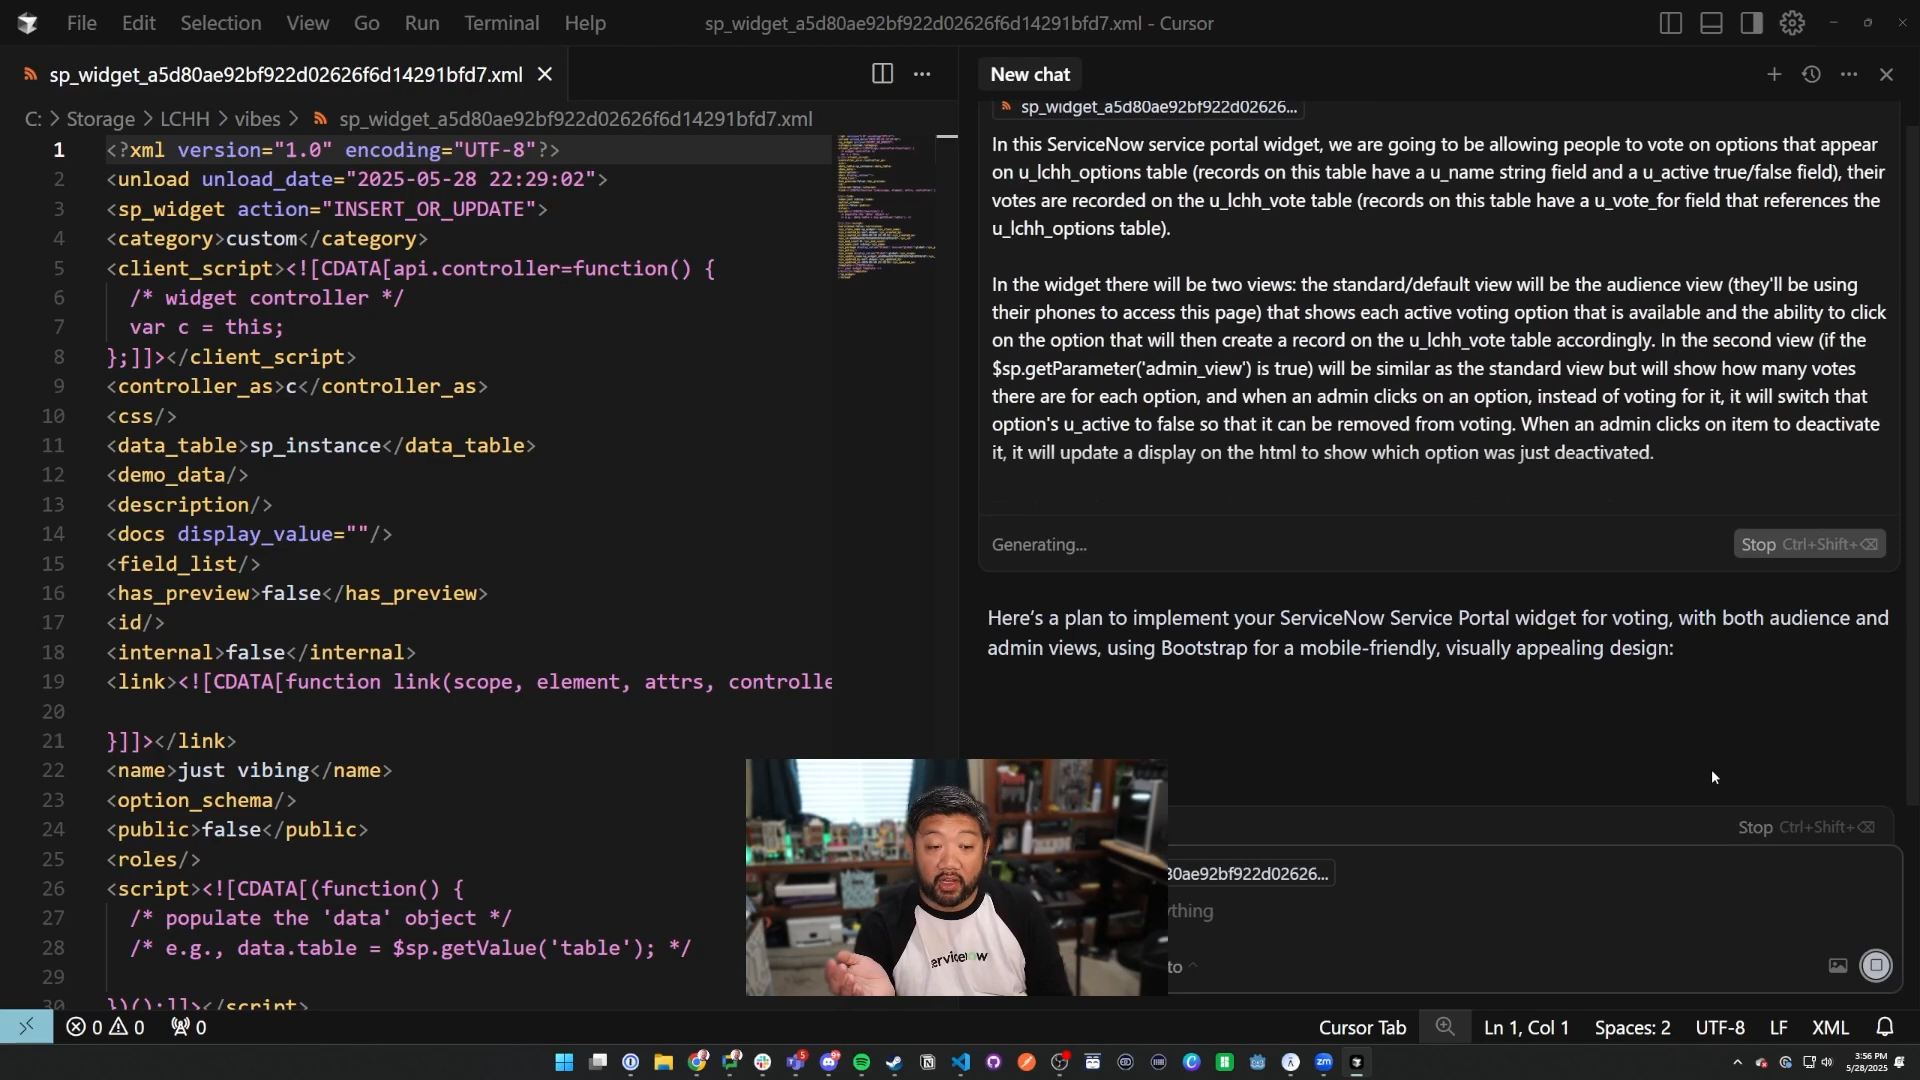 File Edit Selection View Go Run Terminal Help
sp_widget_a5d80ae92bf922d02626f6d14291bfd7.xml - Cursor
sp_widget_a5d80ae92bf922d02626f6d14291bfd7.xml
C: > Storage > LCHH > vibes > sp_widget_a5d80ae92bf922d02626f6d14291bfd7.xml
1 <?xml version="1.0" encoding="UTF-8"?>
2 <unload unload_date="2025-05-28 22:29:02">
3 <sp_widget action="INSERT_OR_UPDATE">
4 <category>custom</category>
5 <client_script><![CDATA[api.controller=function() {
6 /* widget controller */
7 var c = this;
8 };]]></client_script>
9 <controller_as>c</controller_as>
10 <css/>
11 <data_table>sp_instance</data_table>
12 <demo_data/>
13 <description/>
14 <docs display_value=""/>
15 <field_list/>
16 <has_preview>false</has_preview>
17 <id/>
18 <internal>false</internal>
19 <link><![CDATA[function link(scope, element, attrs, controlle
20
21 }]]></link>
22 <name>just vibing</name>
23 <option_schema/>
24 <public>false</public>
25 <roles/>
26 <script><![CDATA[(function() {
27 /* populate the 'data' object */
28 /* e.g., data.table = $sp.getValue('table'); */
29
30 })();]]></script>
New chat
sp_widget_a5d80ae92bf922d02626...
In this ServiceNow service portal widget, we are going to be allowing people to vote on options that appear
on u_lchh_options table (records on this table have a u_name string field and a u_active true/false field), their
votes are recorded on the u_lchh_vote table (records on this table have a u_vote_for field that references the
u_lchh_options table).
In the widget there will be two views: the standard/default view will be the audience view (they'll be using
their phones to access this page) that shows each active voting option that is available and the ability to click
on the option that will then create a record on the u_lchh_vote table accordingly. In the second view (if the
$sp.getParameter('admin_view') is true) will be similar as the standard view but will show how many votes
there are for each option, and when an admin clicks on an option, instead of voting for it, it will switch that
option's u_active to false so that it can be removed from voting. When an admin clicks on item to deactivate
it, it will update a display on the html to show which option was just deactivated.
Generating...
Stop Ctrl+Shift+⌫
Here's a plan to implement your ServiceNow Service Portal widget for voting, with both audience and
admin views, using Bootstrap for a mobile-friendly, visually appealing design:
Stop Ctrl+Shift+⌫
80ae92bf922d02626...
ything
to
servicenow
0 0 0
Cursor Tab Ln 1, Col 1 Spaces: 2 UTF-8 LF XML
3:56 PM
5/28/2025